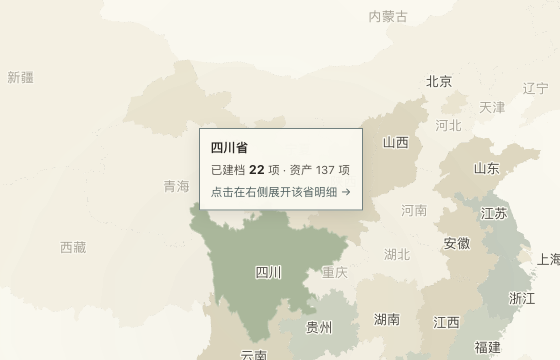 内蒙古
新疆
北京
辽宁
天津
河北
山西
四川省
已建档 22 项 · 资产 137 项
点击在右侧展开该省明细 →
山东
青海
河南
江苏
西藏
湖北
安徽
上海
四川
重庆
浙江
贵州
湖南
江西
福建
云南